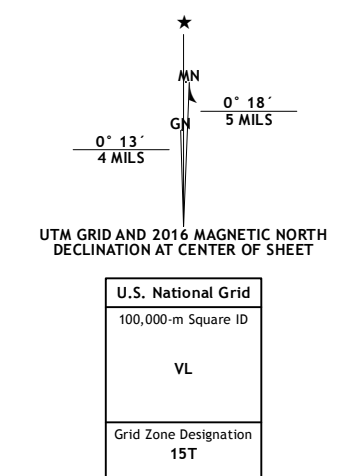 MN
0° 18´
5 MILS
GN
0° 13´
4 MILS
UTM GRID AND 2016 MAGNETIC NORTH
DECLINATION AT CENTER OF SHEET
U.S. National Grid
100,000-m Square ID
VL
Grid Zone Designation
15T